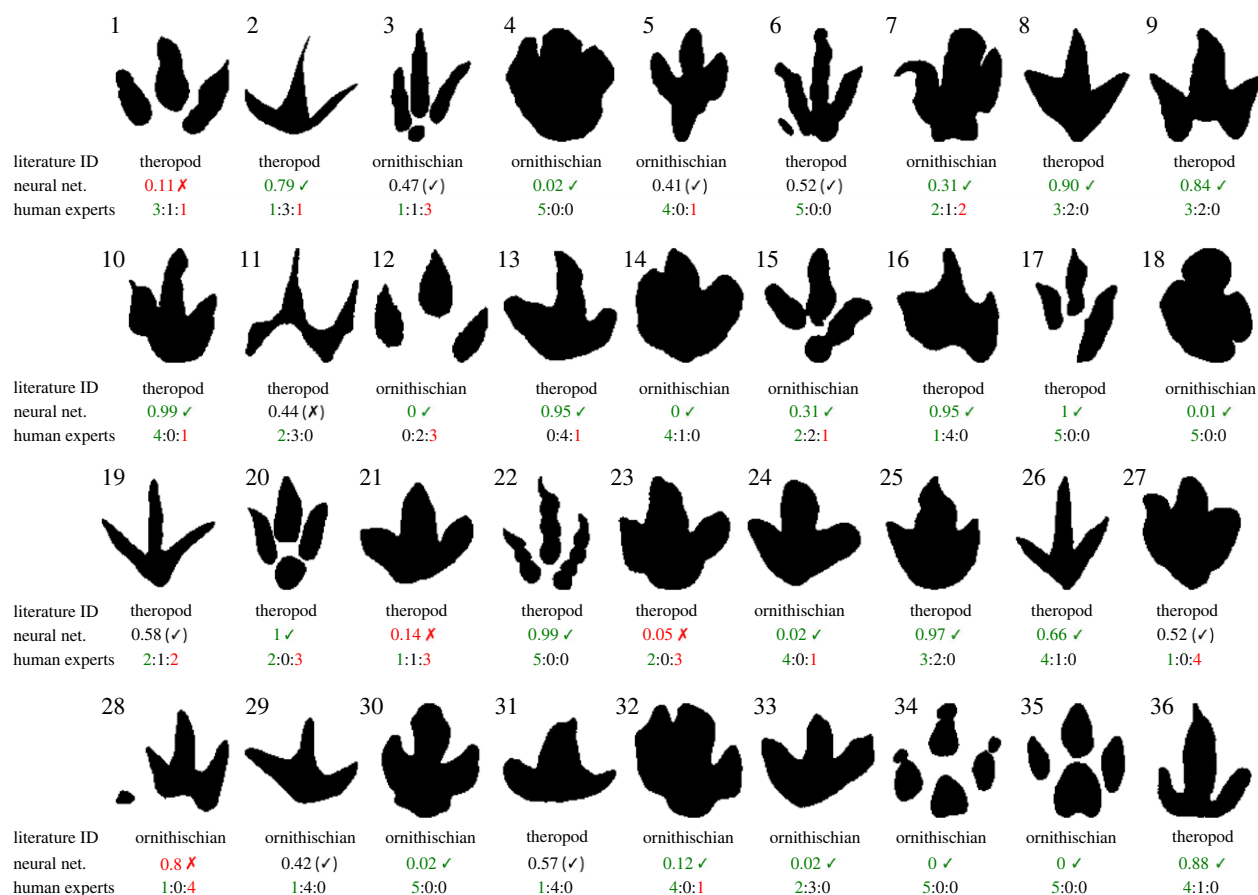 1 2 3 4 5 6 7 8 9
literature ID theropod theropod ornithischian ornithischian ornithischian theropod ornithischian theropod theropod
neural net. 0.11 ✗ 0.79 ✓ 0.47 (✓) 0.02 ✓ 0.41 (✓) 0.52 (✓) 0.31 ✓ 0.90 ✓ 0.84 ✓
human experts 3:1:1 1:3:1 1:1:3 5:0:0 4:0:1 5:0:0 2:1:2 3:2:0 3:2:0
10 11 12 13 14 15 16 17 18
literature ID theropod theropod ornithischian theropod ornithischian ornithischian theropod theropod ornithischian
neural net. 0.99 ✓ 0.44 (✗) 0 ✓ 0.95 ✓ 0 ✓ 0.31 ✓ 0.95 ✓ 1 ✓ 0.01 ✓
human experts 4:0:1 2:3:0 0:2:3 0:4:1 4:1:0 2:2:1 1:4:0 5:0:0 5:0:0
19 20 21 22 23 24 25 26 27
literature ID theropod theropod theropod theropod theropod ornithischian theropod theropod theropod
neural net. 0.58 (✓) 1 ✓ 0.14 ✗ 0.99 ✓ 0.05 ✗ 0.02 ✓ 0.97 ✓ 0.66 ✓ 0.52 (✓)
human experts 2:1:2 2:0:3 1:1:3 5:0:0 2:0:3 4:0:1 3:2:0 4:1:0 1:0:4
28 29 30 31 32 33 34 35 36
literature ID ornithischian ornithischian ornithischian theropod ornithischian ornithischian ornithischian ornithischian theropod
neural net. 0.8 ✗ 0.42 (✓) 0.02 ✓ 0.57 (✓) 0.12 ✓ 0.02 ✓ 0 ✓ 0 ✓ 0.88 ✓
human experts 1:0:4 1:4:0 5:0:0 1:4:0 4:0:1 2:3:0 5:0:0 5:0:0 4:1:0